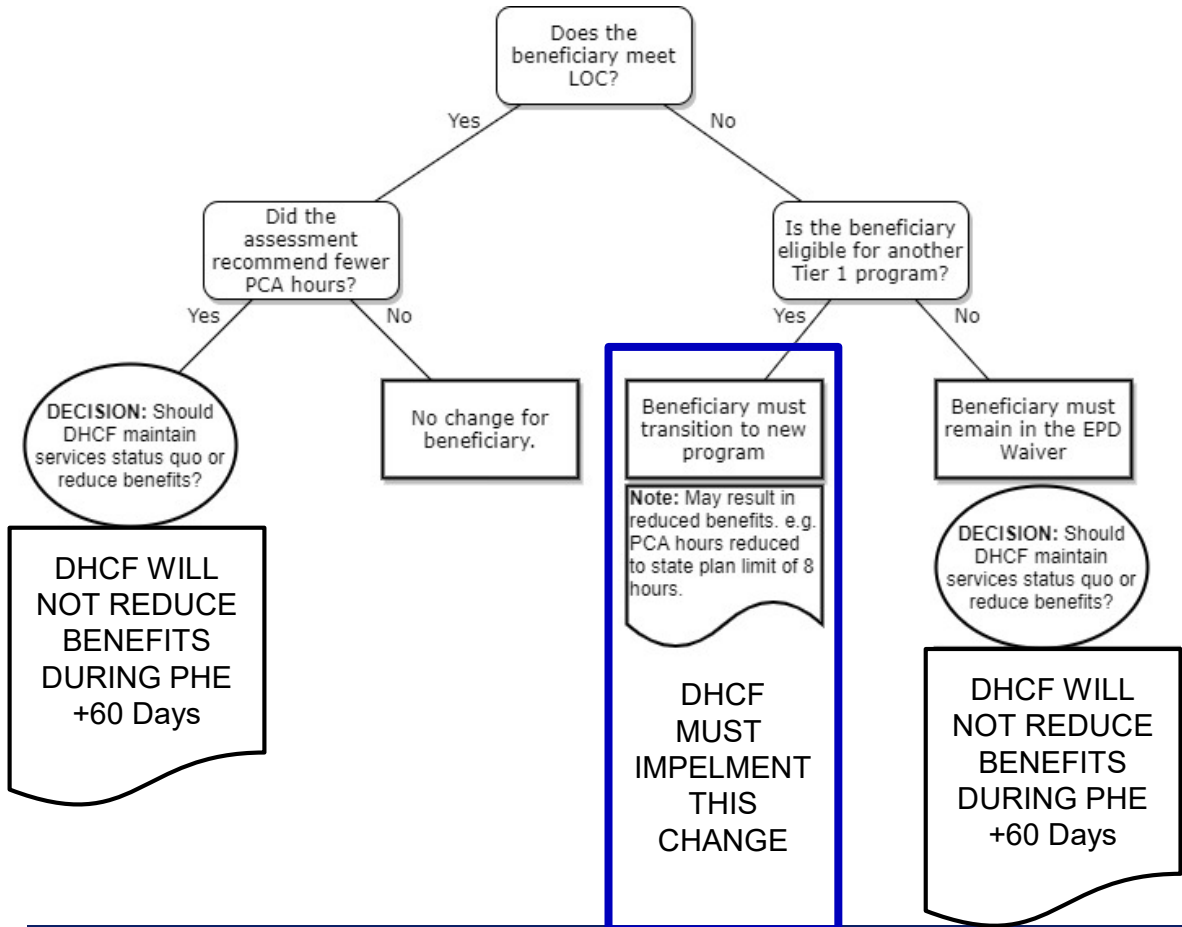 Does the
beneficiary meet
LOC?
Yes
No
Did the
assessment
recommend fewer
PCA hours?
Is the beneficiary
eligible for another
Tier 1 program?
Yes
No
Yes
No
DECISION: Should
DHCF maintain
services status quo or
reduce benefits?
No change for
beneficiary.
Beneficiary must
transition to new
program
Beneficiary must
remain in the EPD
Waiver
Note: May result in
reduced benefits. e.g.
PCA hours reduced
to state plan limit of 8
hours.
DECISION: Should
DHCF maintain
services status quo or
reduce benefits?
DHCF WILL
NOT REDUCE
BENEFITS
DURING PHE
+60 Days
DHCF
MUST
IMPELMENT
THIS
CHANGE
DHCF WILL
NOT REDUCE
BENEFITS
DURING PHE
+60 Days